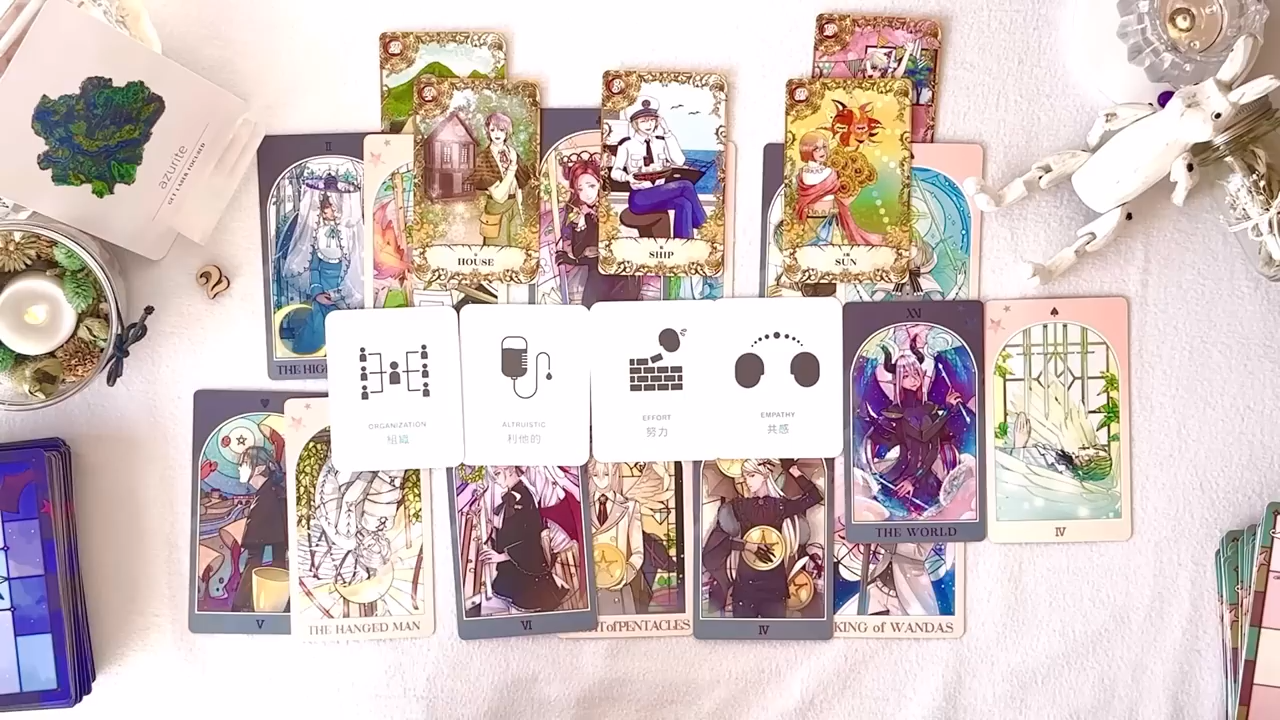 azurite
GET LASER FOCUSED
HOUSE
SHIP
SUN
II
THE HIG
2
ORGANIZATION
組織
ALTRUISTIC
利他的
EFFORT
努力
EMPATHY
共感
XXI
THE WORLD
IV
V
THE HANGED MAN
VI
OF PENTACLES
IV
KING OF WANDAS